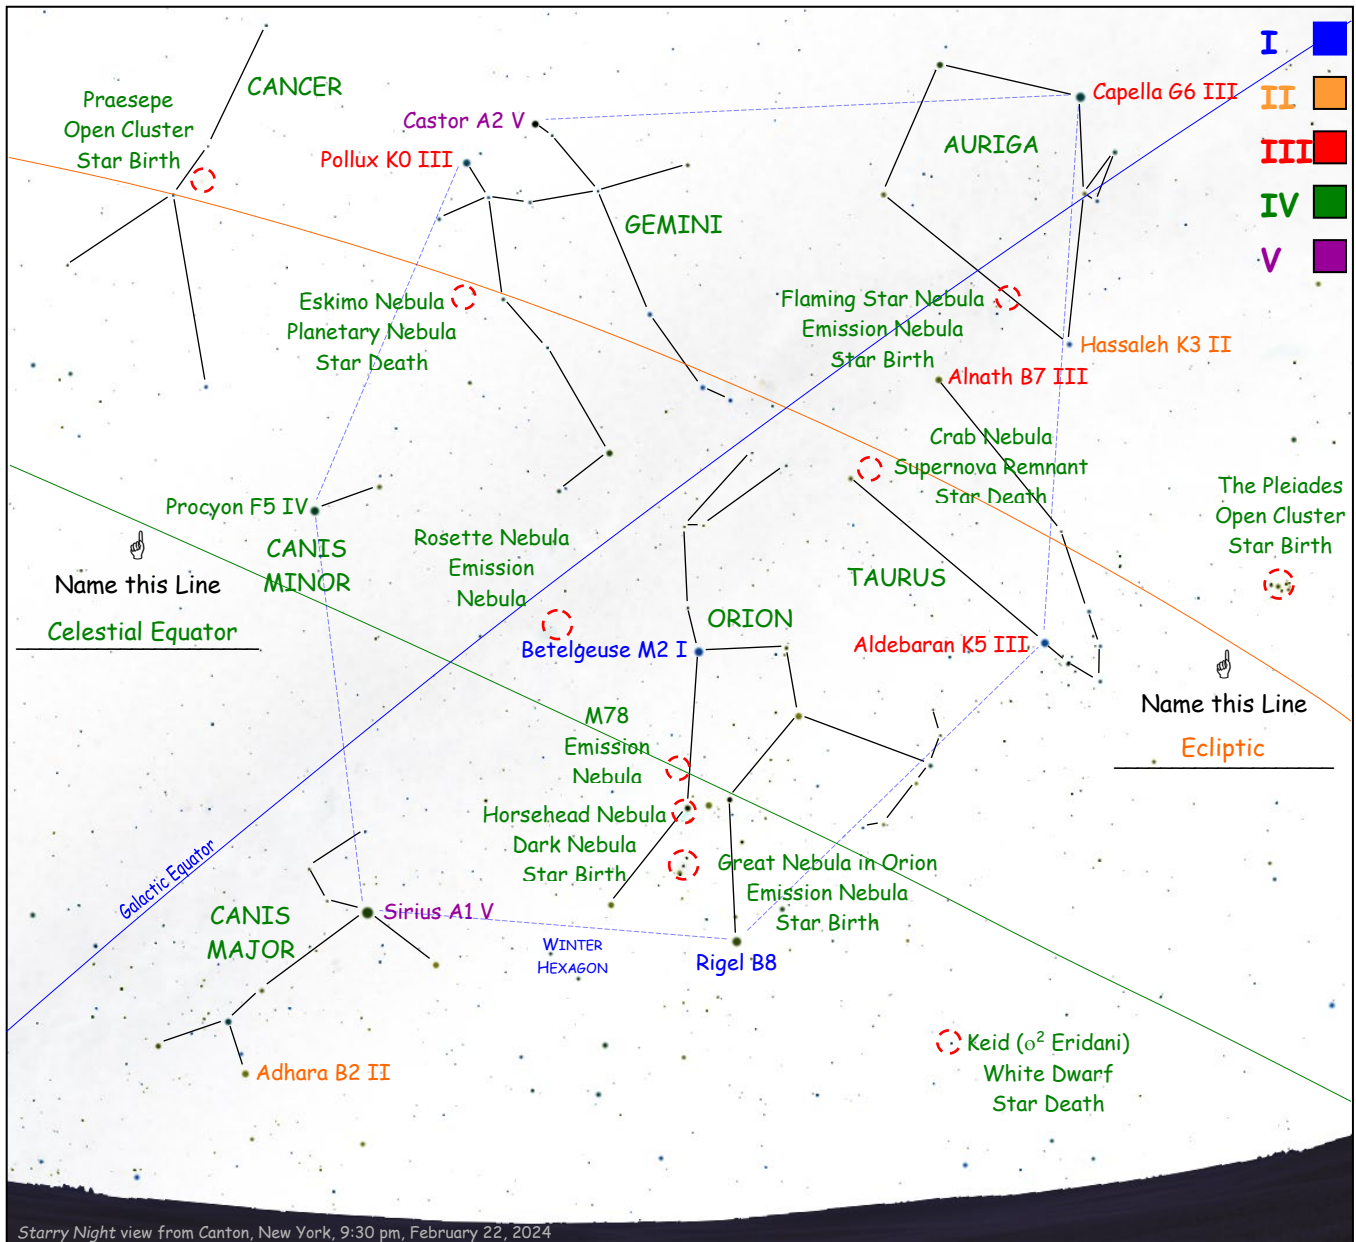 I
II
III
IV
V
CANCER
Praesepe
Open Cluster
Star Birth
Castor A2 V
Pollux K0 III
GEMINI
Capella G6 III
AURIGA
Eskimo Nebula
Planetary Nebula
Star Death
Flaming Star Nebula
Emission Nebula
Star Birth
Hassaleh K3 II
Alnath B7 III
Crab Nebula
Supernova Remnant
Star Death
The Pleiades
Open Cluster
Star Birth
Procyon F5 IV
CANIS
MINOR
Name this Line
Celestial Equator
Rosette Nebula
Emission
Nebula
TAURUS
ORION
Betelgeuse M2 I
Aldebaran K5 III
Name this Line
Ecliptic
M78
Emission
Nebula
Horsehead Nebula
Dark Nebula
Star Birth
Great Nebula in Orion
Emission Nebula
Star Birth
Galactic Equator
CANIS
MAJOR
Sirius A1 V
WINTER
HEXAGON
Rigel B8
Adhara B2 II
Keid (ο² Eridani)
White Dwarf
Star Death
Starry Night view from Canton, New York, 9:30 pm, February 22, 2024